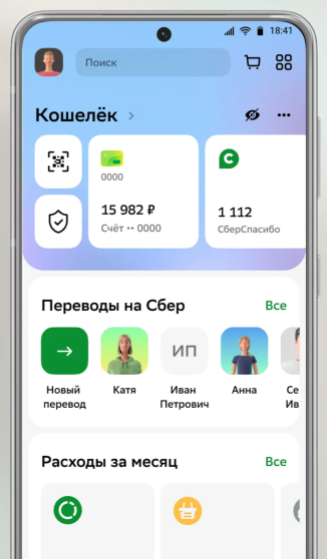 18:41
Поиск
Кошелёк
0000
15 982 ₽
Счёт •• 0000
1 112
СберСпасибо
Переводы на Сбер
Все
ИП
Новый
перевод
Катя
Иван
Петрович
Анна
Се
Ив
Расходы за месяц
Все